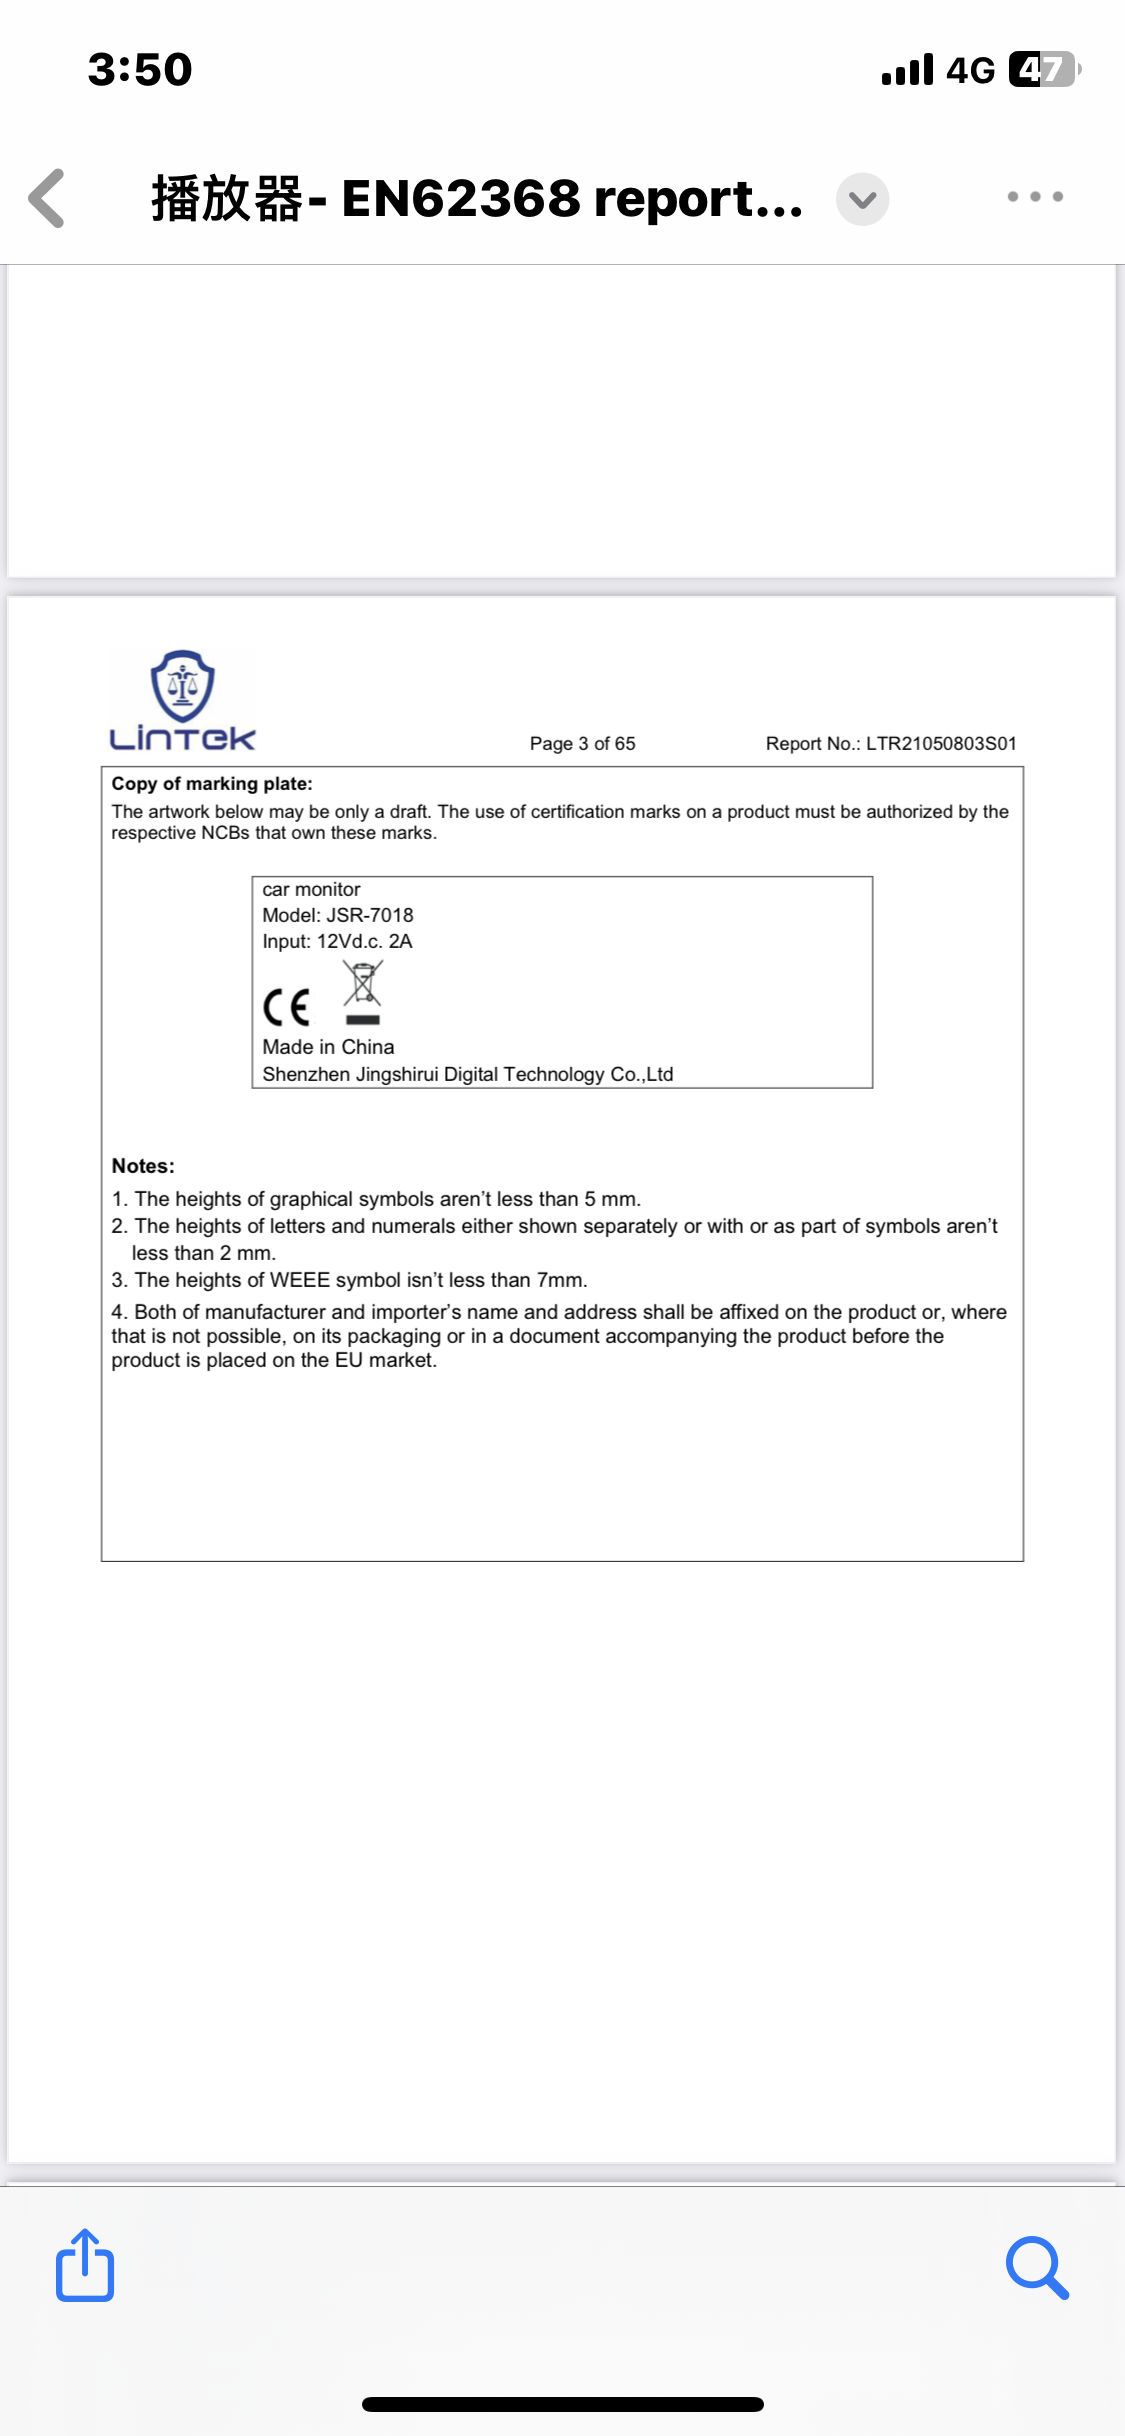 3:50
4G 47
播放器- EN62368 report...
LINTEK
Page 3 of 65
Report No.: LTR21050803S01
Copy of marking plate:
The artwork below may be only a draft. The use of certification marks on a product must be authorized by the
respective NCBs that own these marks.
car monitor
Model: JSR-7018
Input: 12Vd.c. 2A
CE
Made in China
Shenzhen Jingshirui Digital Technology Co.,Ltd
Notes:
1. The heights of graphical symbols aren't less than 5 mm.
2. The heights of letters and numerals either shown separately or with or as part of symbols aren't
less than 2 mm.
3. The heights of WEEE symbol isn't less than 7mm.
4. Both of manufacturer and importer's name and address shall be affixed on the product or, where
that is not possible, on its packaging or in a document accompanying the product before the
product is placed on the EU market.